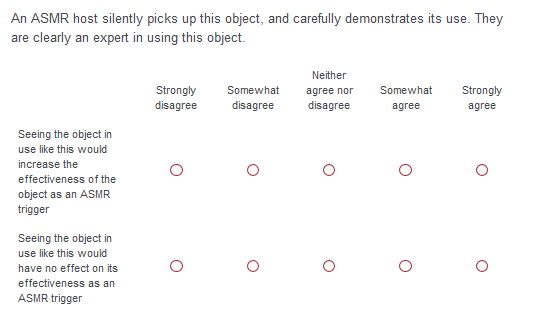 An ASMR host silently picks up this object, and carefully demonstrates its use. They
are clearly an expert in using this object.
Strongly disagree
Somewhat disagree
Neither agree nor disagree
Somewhat agree
Strongly agree
Seeing the object in
use like this would
increase the
effectiveness of the
object as an ASMR
trigger
Seeing the object in
use like this would
have no effect on its
effectiveness as an
ASMR trigger